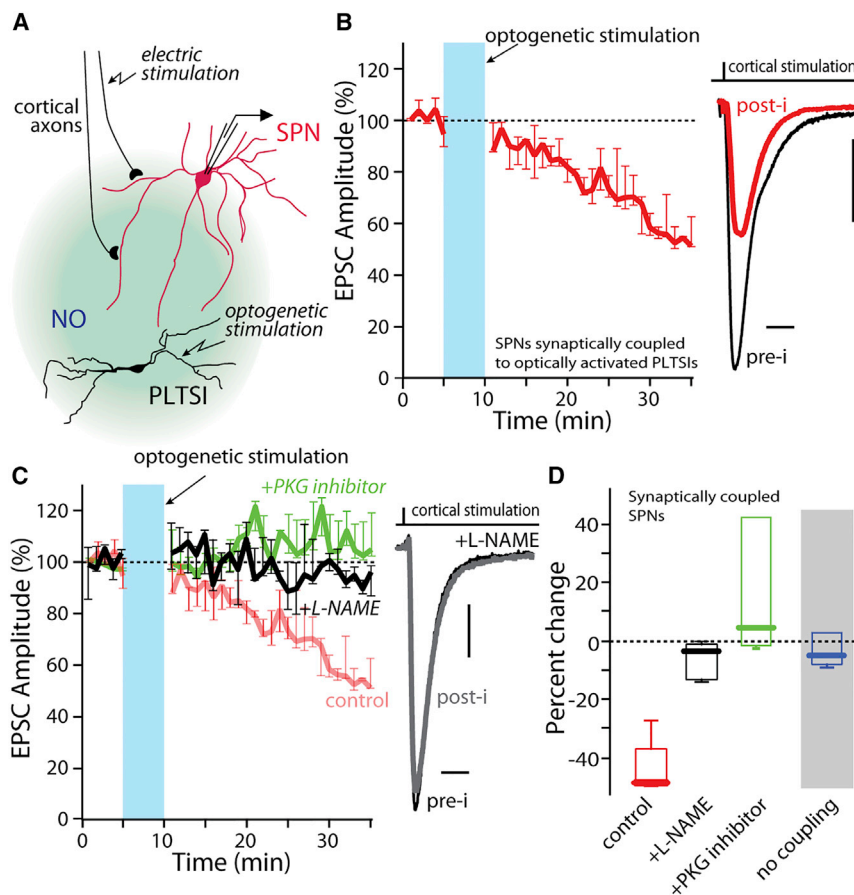 A
electric
stimulation
cortical
axons
SPN
NO
optogenetic
stimulation
PLTSI
B
optogenetic stimulation
EPSC Amplitude (%)
120
100
80
60
40
20
0
0
10
20
30
Time (min)
SPNs synaptically coupled
to optically activated PLTSIs
cortical stimulation
post-i
pre-i
C
optogenetic stimulation
+PKG inhibitor
EPSC Amplitude (%)
120
100
80
60
40
20
0
+L-NAME
control
0
10
20
30
Time (min)
cortical stimulation
+L-NAME
post-i
pre-i
D
Synaptically coupled
SPNs
Percent change
40
20
0
-20
-40
control
+L-NAME
+PKG inhibitor
no coupling